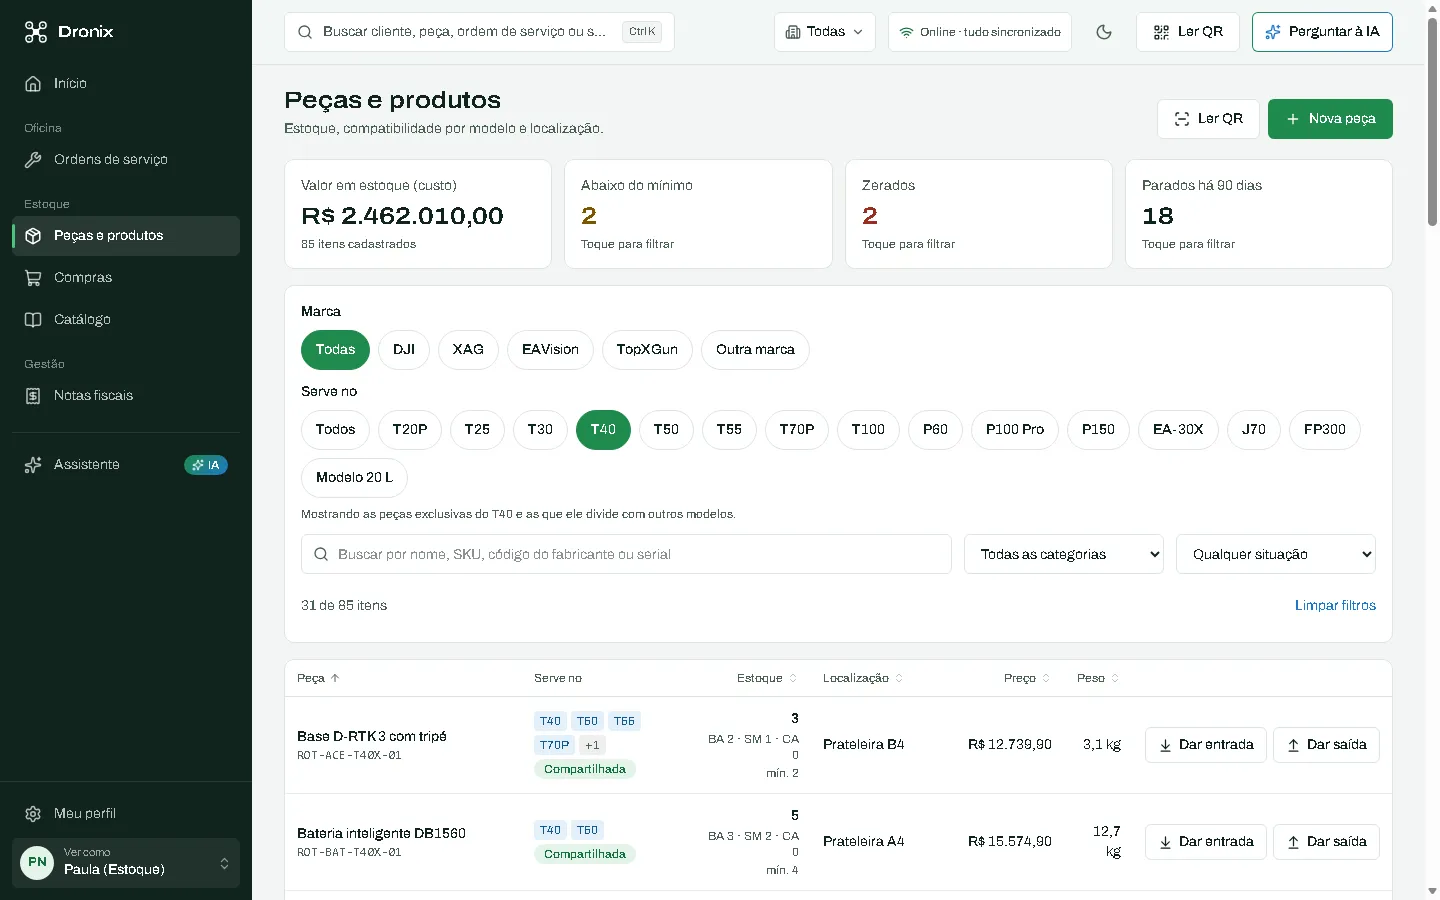 Dronix
Buscar cliente, peça, ordem de serviço ou s...
Ctrl K
Todas
Online · tudo sincronizado
Ler QR
Perguntar à IA
Início
Oficina
Ordens de serviço
Estoque
Peças e produtos
Compras
Catálogo
Gestão
Notas fiscais
Assistente
IA
Meu perfil
PN
Ver como
Paula (Estoque)
Peças e produtos
Estoque, compatibilidade por modelo e localização.
Ler QR
Nova peça
Valor em estoque (custo)
R$ 2.462.010,00
85 itens cadastrados
Abaixo do mínimo
2
Toque para filtrar
Zerados
2
Toque para filtrar
Parados há 90 dias
18
Toque para filtrar
Marca
Todas DJI XAG EAVision TopXGun Outra marca
Serve no
Todos T20P T25 T30 T40 T50 T55 T70P T100 P60 P100 Pro P150 EA-30X J70 FP300
Modelo 20 L
Mostrando as peças exclusivas do T40 e as que ele divide com outros modelos.
Buscar por nome, SKU, código do fabricante ou serial
Todas as categorias
Qualquer situação
31 de 85 itens
Limpar filtros
Peça Serve no Estoque Localização Preço Peso
Base D-RTK 3 com tripé
ROT-ACE-T40X-01
T40 T50 T55
T70P +1
Compartilhada
3
BA 2 · SM 1 · CA
0
mín. 2
Prateleira B4
R$ 12.739,90
3,1 kg
Dar entrada
Dar saída
Bateria inteligente DB1560
ROT-BAT-T40X-01
T40 T50
Compartilhada
5
BA 3 · SM 2 · CA
0
mín. 4
Prateleira A4
R$ 15.574,90
12,7
kg
Dar entrada
Dar saída